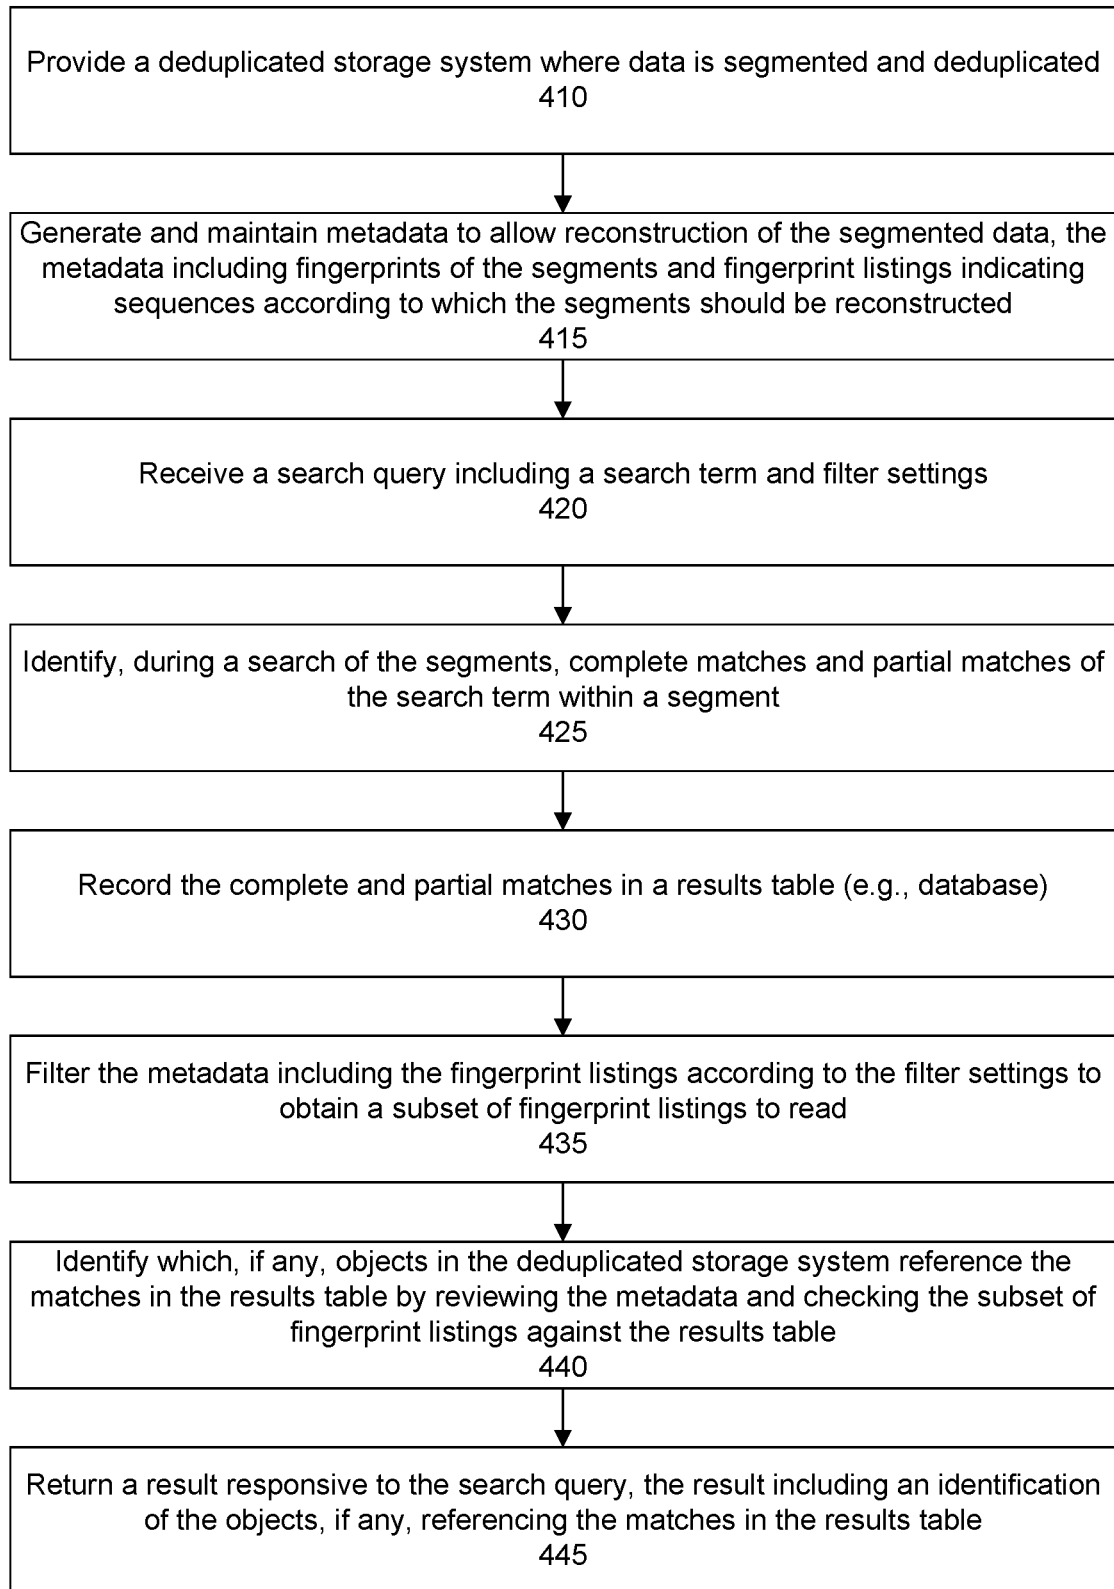 Provide a deduplicated storage system where data is segmented and deduplicated
410
Generate and maintain metadata to allow reconstruction of the segmented data, the
metadata including fingerprints of the segments and fingerprint listings indicating
sequences according to which the segments should be reconstructed
415
Receive a search query including a search term and filter settings
420
Identify, during a search of the segments, complete matches and partial matches of
the search term within a segment
425
Record the complete and partial matches in a results table (e.g., database)
430
Filter the metadata including the fingerprint listings according to the filter settings to
obtain a subset of fingerprint listings to read
435
Identify which, if any, objects in the deduplicated storage system reference the
matches in the results table by reviewing the metadata and checking the subset of
fingerprint listings against the results table
440
Return a result responsive to the search query, the result including an identification
of the objects, if any, referencing the matches in the results table
445